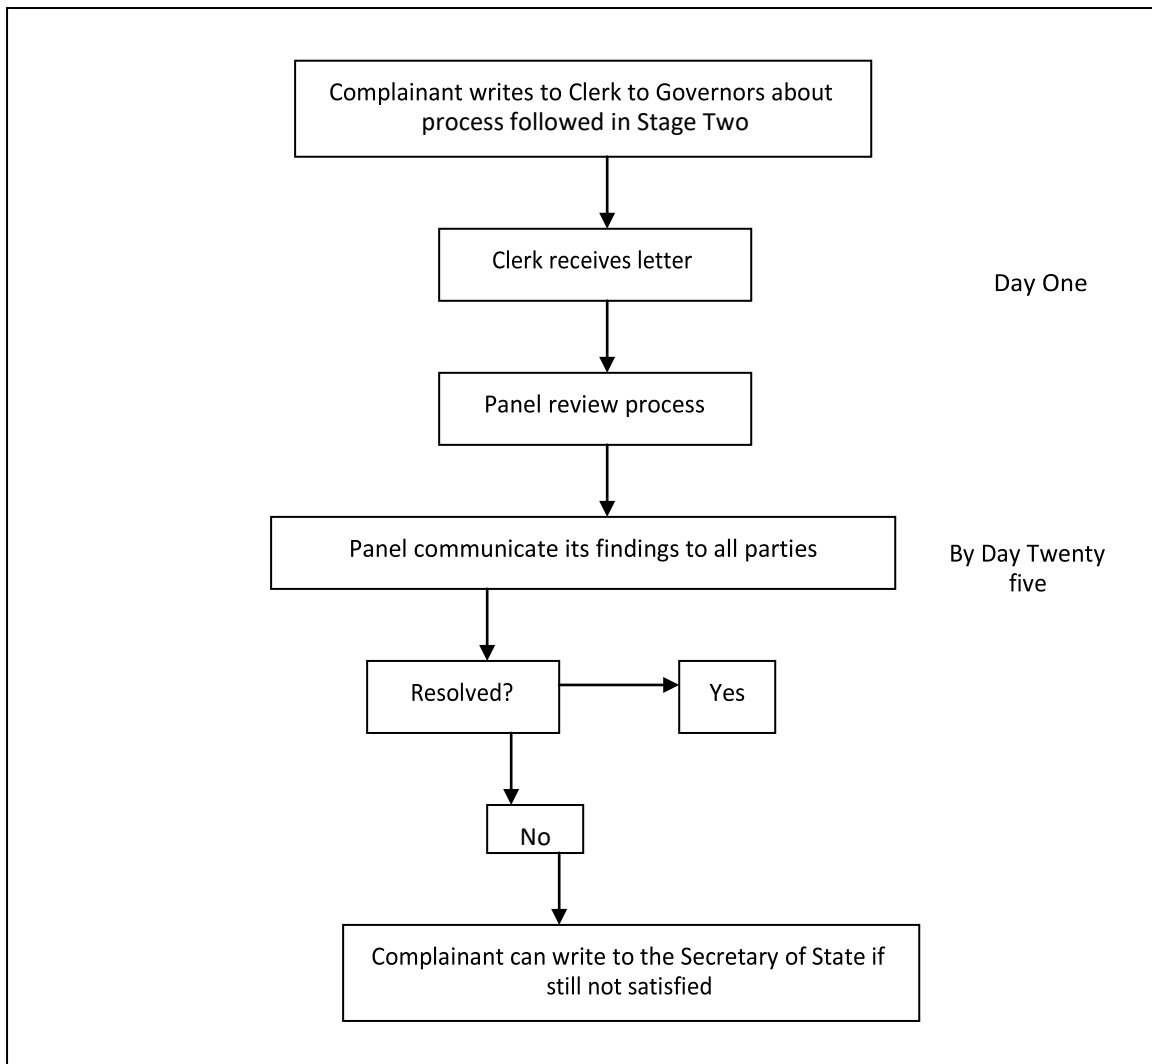 Complainant writes to Clerk to Governors about
process followed in Stage Two
Clerk receives letter
Day One
Panel review process
Panel communicate its findings to all parties
By Day Twenty
five
Resolved?
Yes
No
Complainant can write to the Secretary of State if
still not satisfied